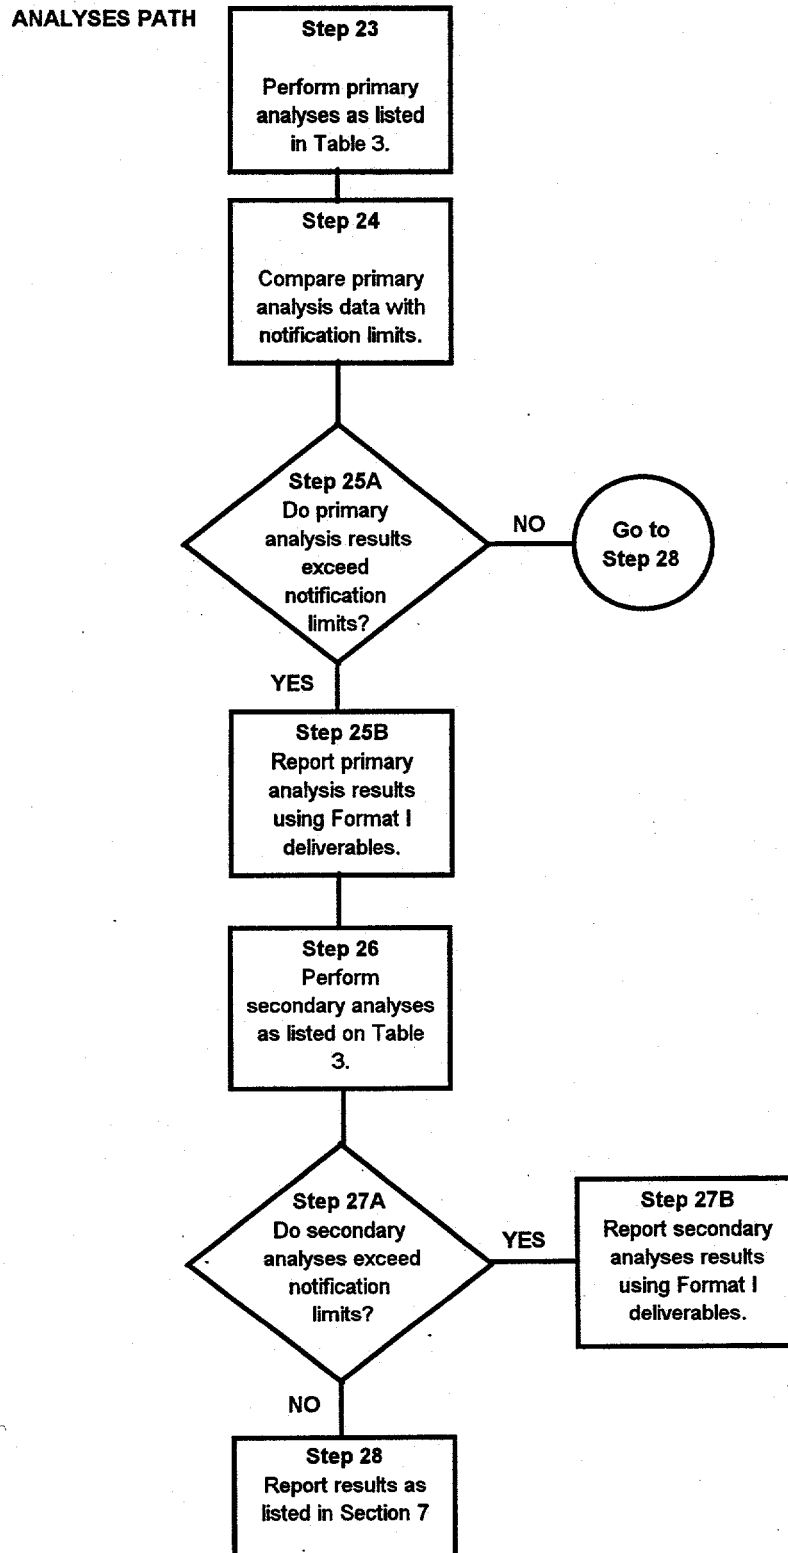 ANALYSES PATH
Step 23
Perform primary
analyses as listed
in Table 3.
Step 24
Compare primary
analysis data with
notification limits.
Step 25A
Do primary
analysis results
exceed
notification
limits?
NO
Go to
Step 28
YES
Step 25B
Report primary
analysis results
using Format I
deliverables.
Step 26
Perform
secondary analyses
as listed on Table
3.
Step 27A
Do secondary
analyses exceed
notification
limits?
YES
Step 27B
Report secondary
analyses results
using Format I
deliverables.
NO
Step 28
Report results as
listed in Section 7